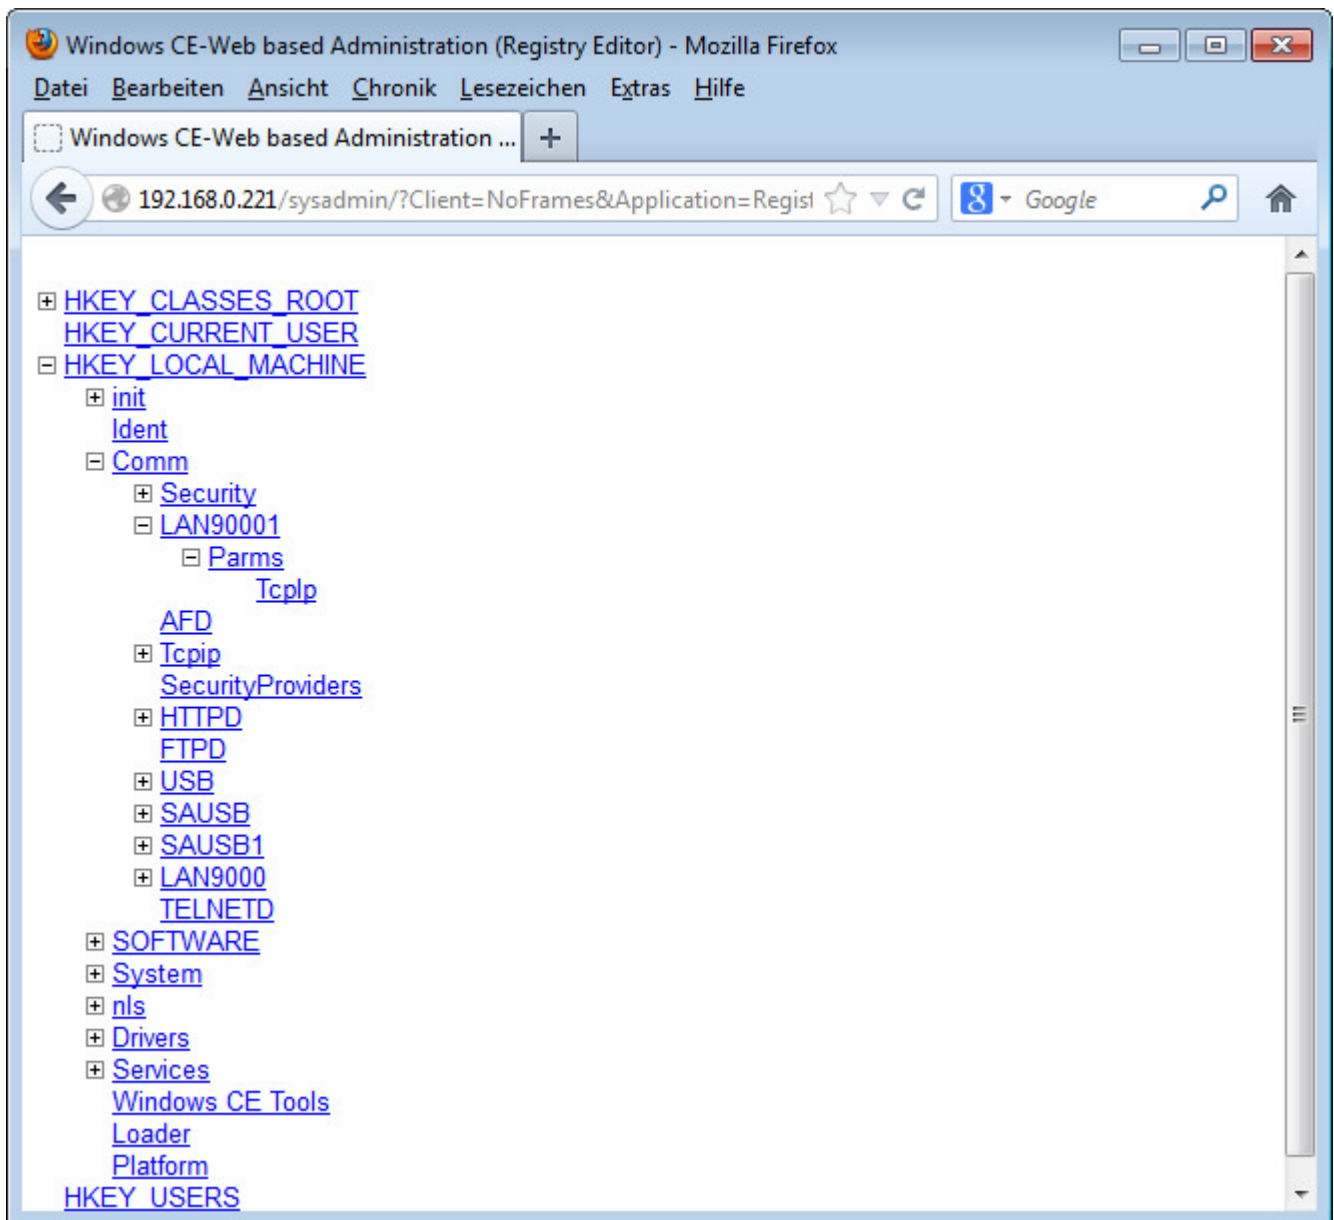 Windows CE-Web based Administration (Registry Editor) - Mozilla Firefox
Datei Bearbeiten Ansicht Chronik Lesezeichen Extras Hilfe
Windows CE-Web based Administration ...
192.168.0.221/sysadmin/?Client=NoFrames&Application=Regist Google
HKEY_CLASSES_ROOT
HKEY_CURRENT_USER
HKEY_LOCAL_MACHINE
init
Ident
Comm
Security
LAN90001
Parms
TcpIp
AFD
Tcpip
SecurityProviders
HTTPD
FTPD
USB
SAUSB
SAUSB1
LAN9000
TELNETD
SOFTWARE
System
nls
Drivers
Services
Windows CE Tools
Loader
Platform
HKEY_USERS